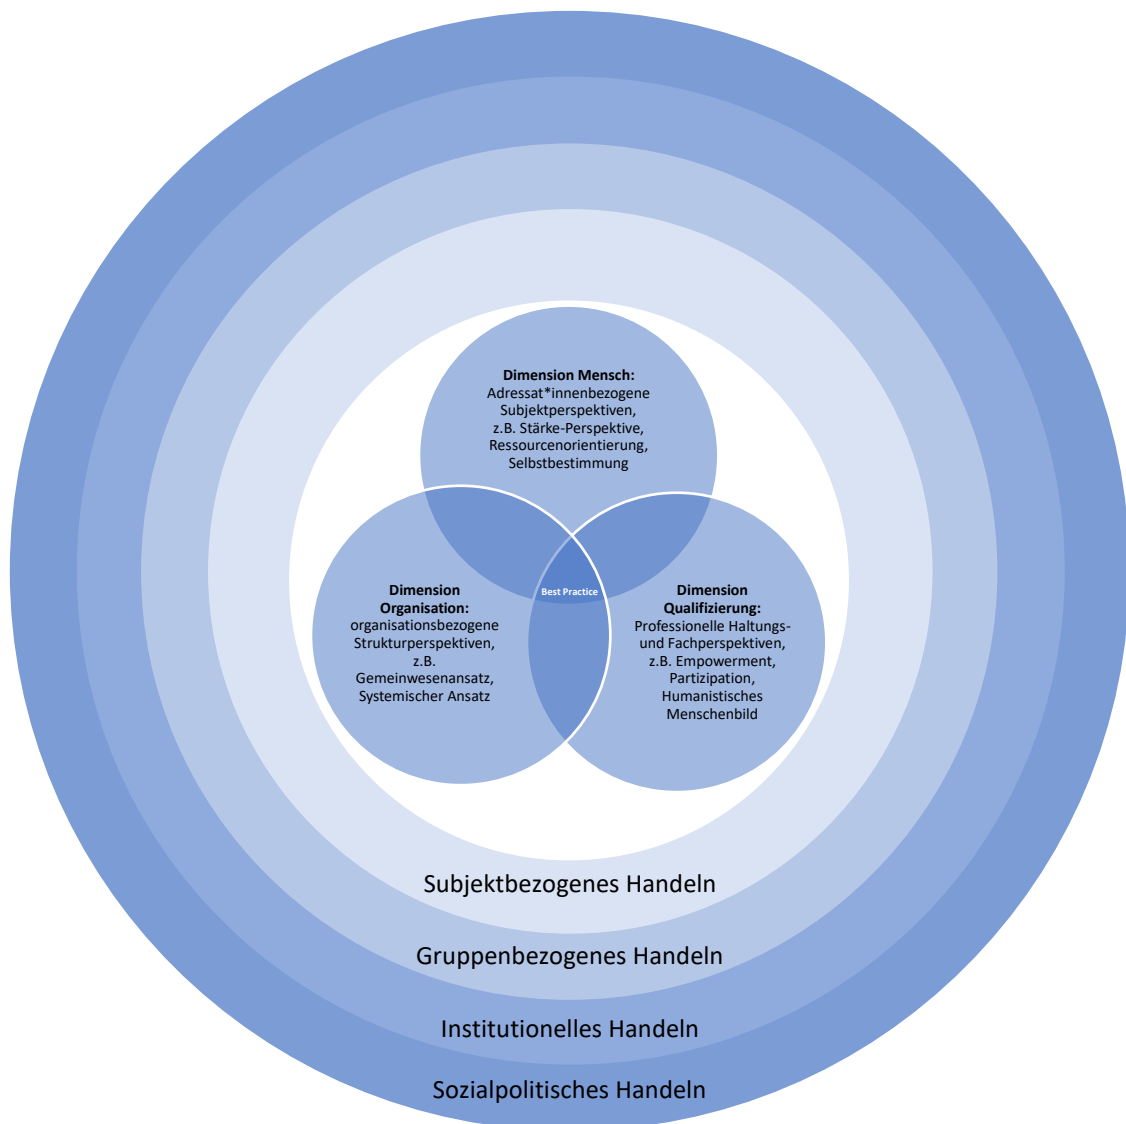 Dimension Mensch:
Adressat*innenbezogene
Subjektperspektiven,
z.B. Stärke-Perspektive,
Ressourcenorientierung,
Selbstbestimmung
Dimension
Organisation:
organisationsbezogene
Strukturperspektiven,
z.B.
Gemeinwesenansatz,
Systemischer Ansatz
Best Practice
Dimension
Qualifizierung:
Professionelle Haltungs-
und Fachperspektiven,
z.B. Empowerment,
Partizipation,
Humanistisches
Menschenbild
Subjektbezogenes Handeln
Gruppenbezogenes Handeln
Institutionelles Handeln
Sozialpolitisches Handeln